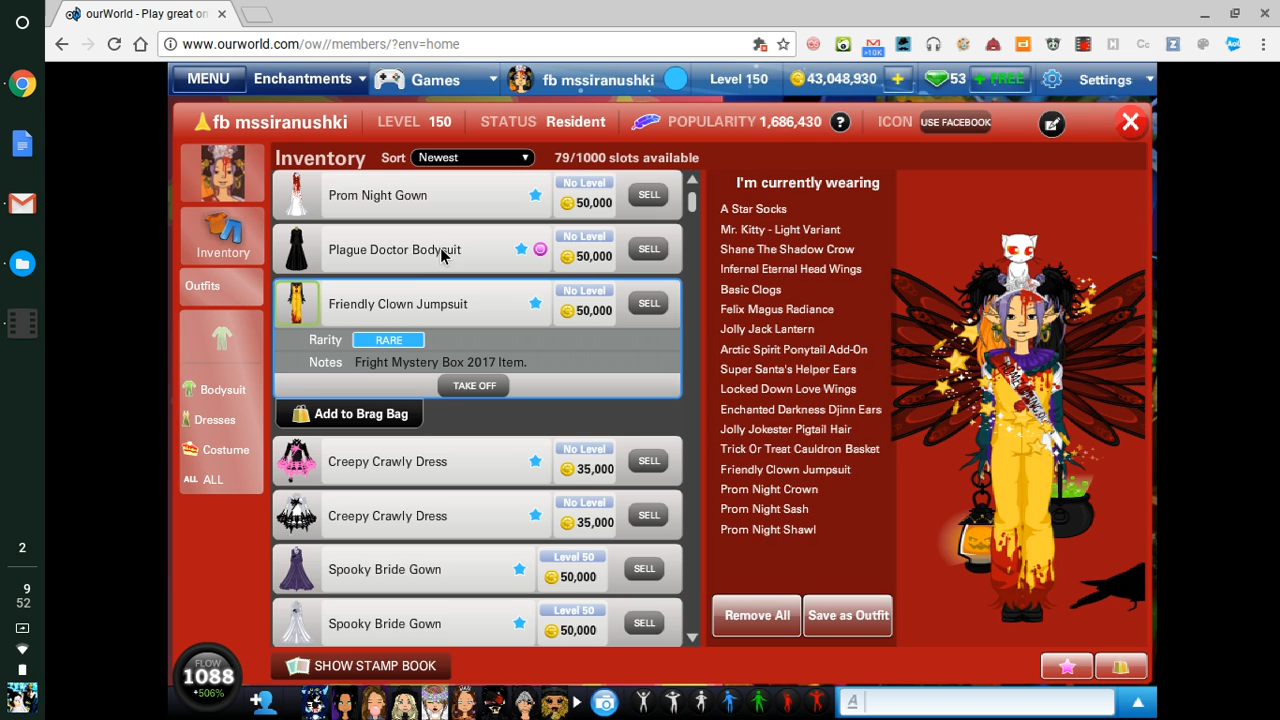 ourWorld - Play great on
www.ourworld.com/ow//members/?env=home
+10K
Cc
Z
Aol
MENU
Enchantments
Games
fb mssiranushki
Level 150
43,048,930
+
53
+ FREE
Settings
fb mssiranushki
LEVEL 150
STATUS Resident
POPULARITY 1,686,430
?
ICON
USE FACEBOOK
Inventory
Sort
Newest
79/1000 slots available
Inventory
Outfits
Bodysuit
Dresses
Costume
ALL ALL
Prom Night Gown
No Level
50,000
SELL
Plague Doctor Bodysuit
No Level
50,000
SELL
Friendly Clown Jumpsuit
No Level
50,000
SELL
Rarity RARE
Notes Fright Mystery Box 2017 Item.
TAKE OFF
Add to Brag Bag
Creepy Crawly Dress
No Level
35,000
SELL
Creepy Crawly Dress
No Level
35,000
SELL
Spooky Bride Gown
Level 50
50,000
SELL
Spooky Bride Gown
Level 50
50,000
SELL
I'm currently wearing
A Star Socks
Mr. Kitty - Light Variant
Shane The Shadow Crow
Infernal Eternal Head Wings
Basic Clogs
Felix Magus Radiance
Jolly Jack Lantern
Arctic Spirit Ponytail Add-On
Super Santa's Helper Ears
Locked Down Love Wings
Enchanted Darkness Djinn Ears
Jolly Jokester Pigtail Hair
Trick Or Treat Cauldron Basket
Friendly Clown Jumpsuit
Prom Night Crown
Prom Night Sash
Prom Night Shawl
Remove All
Save as Outfit
2
9
52
FLOW
1088
+506%
SHOW STAMP BOOK
A